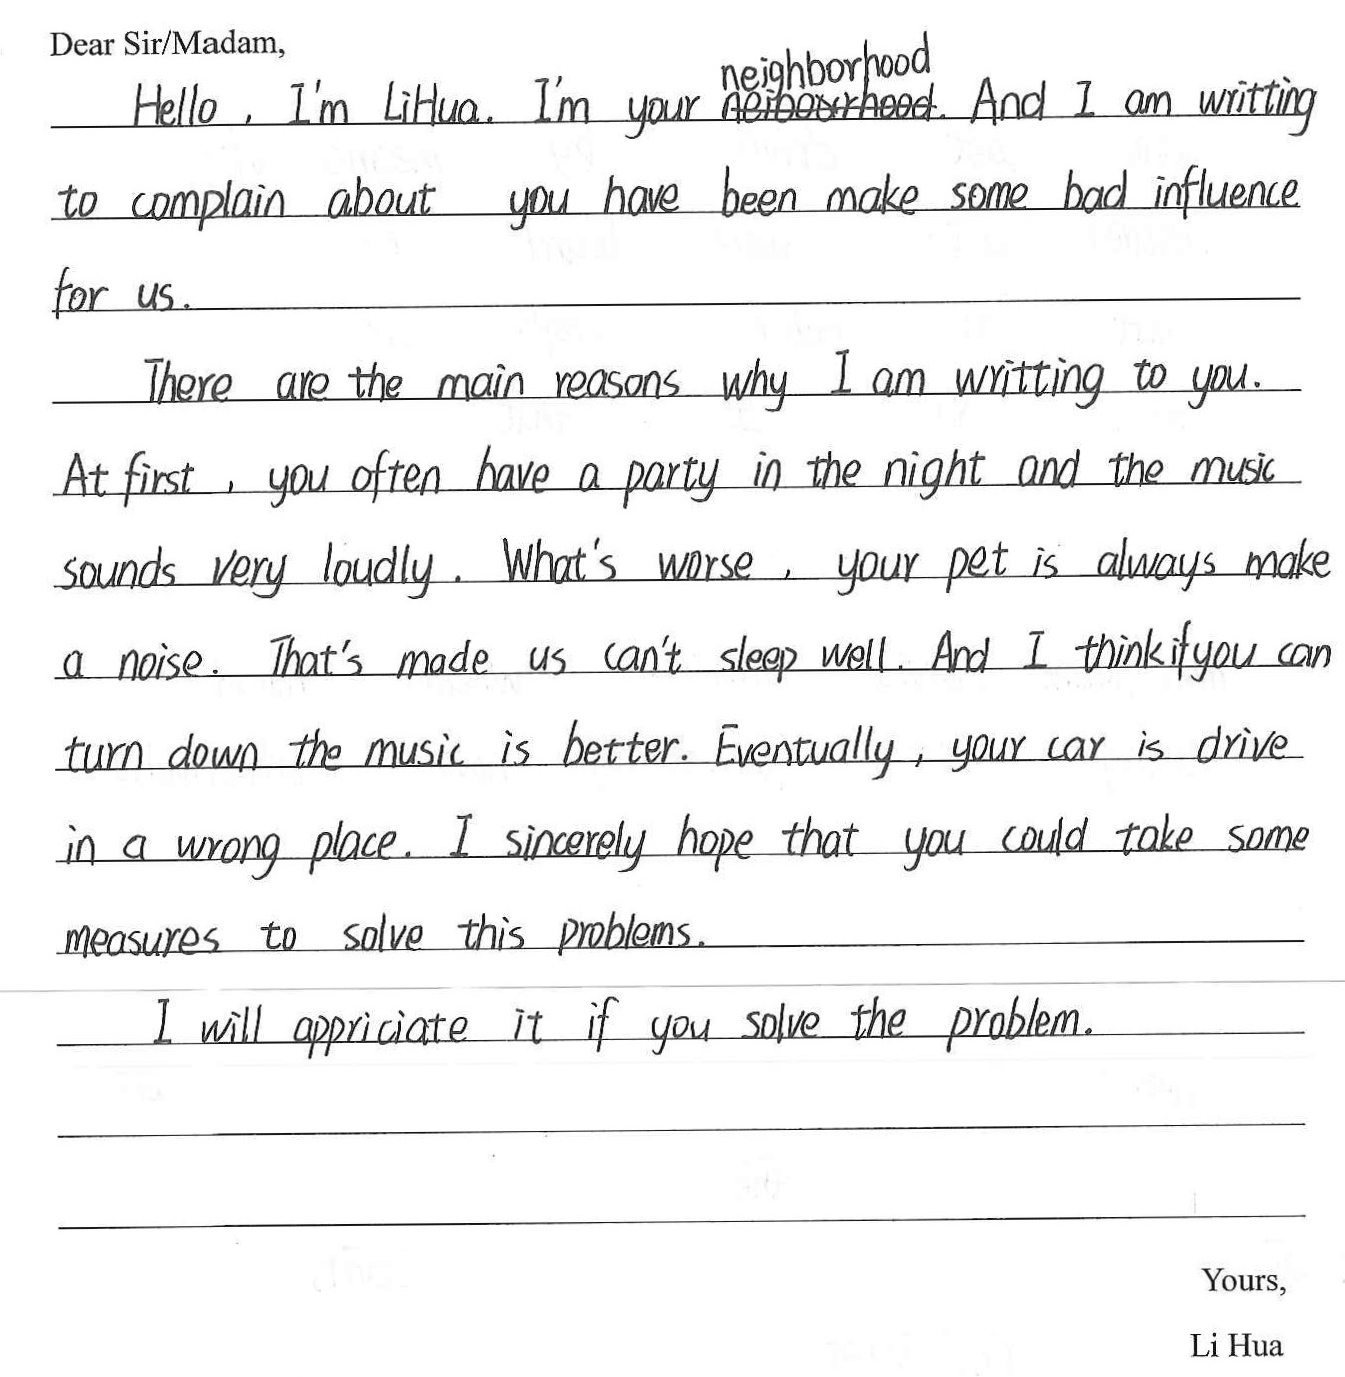 Dear Sir/Madam,
neighborhood
Hello, I'm LiHua. I'm your neibourhood. And I am writting
to complain about you have been make some bad influence
for us.
There are the main reasons why I am writting to you.
At first, you often have a party in the night and the music
sounds very loudly. What's worse, your pet is always make
a noise. That's made us can't sleep well. And I think if you can
turn down the music is better. Eventually, your car is drive
in a wrong place. I sincerely hope that you could take some
measures to solve this problems.
I will appriciate it if you solve the problem.
Yours,
Li Hua